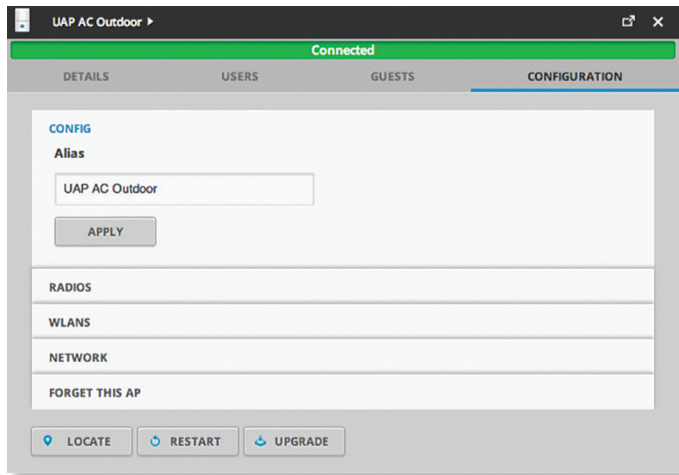 UAP AC Outdoor
Connected
DETAILS USERS GUESTS CONFIGURATION
CONFIG
Alias
UAP AC Outdoor
APPLY
RADIOS
WLANS
NETWORK
FORGET THIS AP
LOCATE RESTART UPGRADE